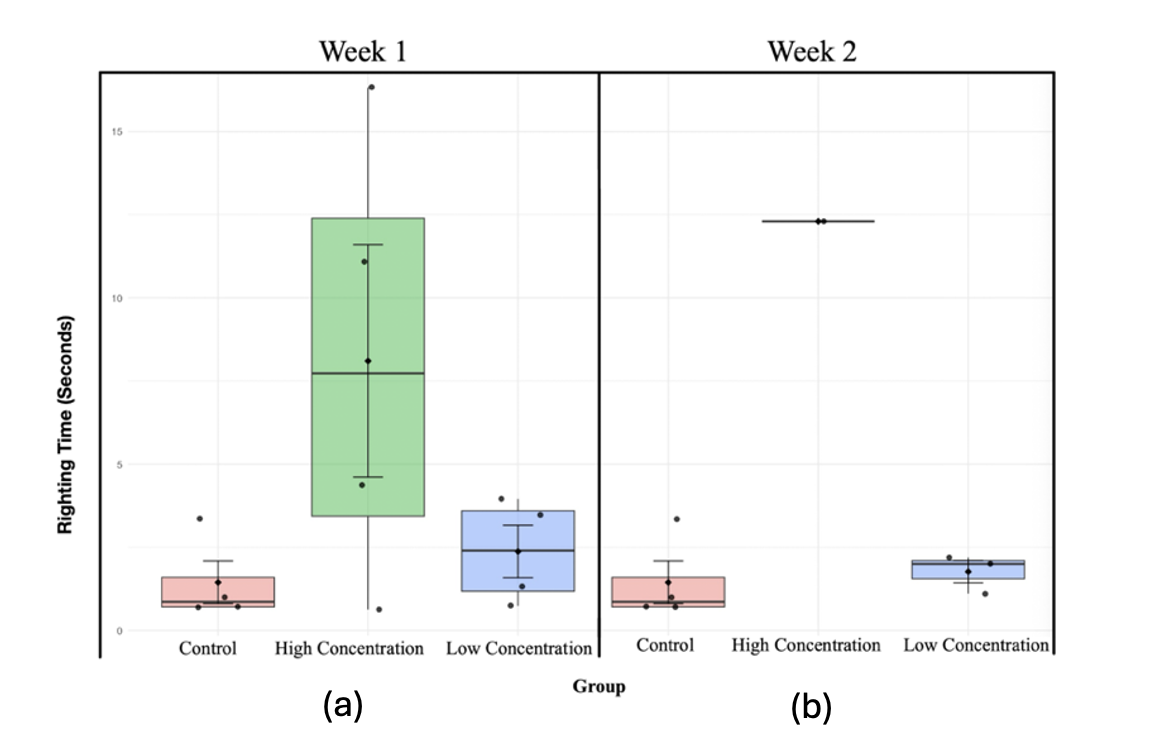 Week 1
Week 2
15
10
5
0
Righting Time (Seconds)
Control
High Concentration
Low Concentration
Control
High Concentration
Low Concentration
Group
(a)
(b)